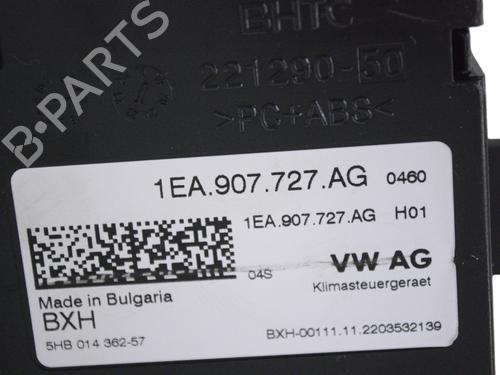 BHTC
221290-50
>PC+ABS<
B-PARTS
1EA.907.727.AG 0460
1EA.907.727.AG H01
04S
VW AG
Klimasteuergeraet
Made in Bulgaria
BXH
5HB 014 362-57
BXH-00111.11.2203532139